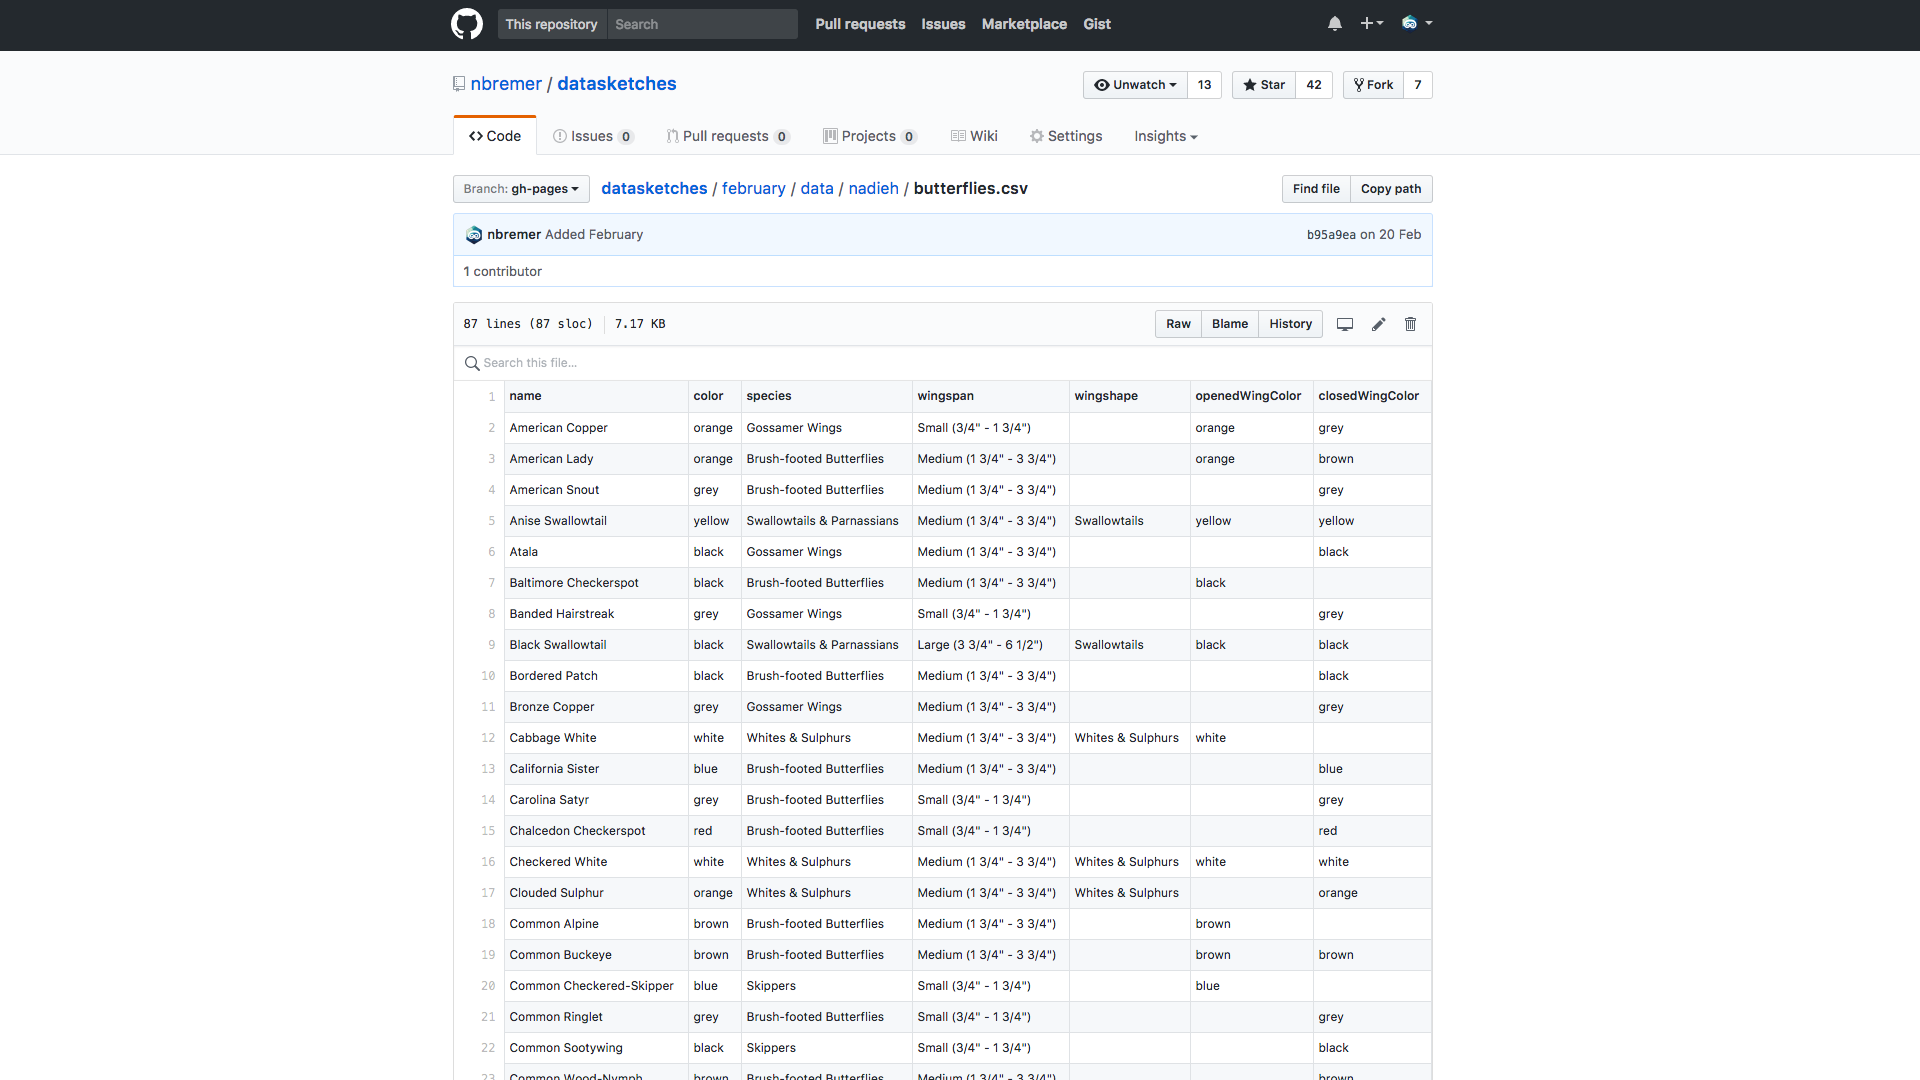 This repository Search Pull requests Issues Marketplace Gist
nbremer / datasketches Unwatch 13 Star 42 Fork 7
Code Issues 0 Pull requests 0 Projects 0 Wiki Settings Insights
Branch: gh-pages datasketches / february / data / nadieh / butterflies.csv Find file Copy path
nbremer Added February b95a9ea on 20 Feb
1 contributor
87 lines (87 sloc) 7.17 KB Raw Blame History
Search this file...
1 name color species wingspan wingshape openedWingColor closedWingColor
2 American Copper orange Gossamer Wings Small (3/4" - 1 3/4") orange grey
3 American Lady orange Brush-footed Butterflies Medium (1 3/4" - 3 3/4") orange brown
4 American Snout grey Brush-footed Butterflies Medium (1 3/4" - 3 3/4") grey
5 Anise Swallowtail yellow Swallowtails & Parnassians Medium (1 3/4" - 3 3/4") Swallowtails yellow yellow
6 Atala black Gossamer Wings Medium (1 3/4" - 3 3/4") black
7 Baltimore Checkerspot black Brush-footed Butterflies Medium (1 3/4" - 3 3/4") black
8 Banded Hairstreak grey Gossamer Wings Small (3/4" - 1 3/4") grey
9 Black Swallowtail black Swallowtails & Parnassians Large (3 3/4" - 6 1/2") Swallowtails black black
10 Bordered Patch black Brush-footed Butterflies Medium (1 3/4" - 3 3/4") black
11 Bronze Copper grey Gossamer Wings Medium (1 3/4" - 3 3/4") grey
12 Cabbage White white Whites & Sulphurs Medium (1 3/4" - 3 3/4") Whites & Sulphurs white
13 California Sister blue Brush-footed Butterflies Medium (1 3/4" - 3 3/4") blue
14 Carolina Satyr grey Brush-footed Butterflies Small (3/4" - 1 3/4") grey
15 Chalcedon Checkerspot red Brush-footed Butterflies Small (3/4" - 1 3/4") red
16 Checkered White white Whites & Sulphurs Medium (1 3/4" - 3 3/4") Whites & Sulphurs white white
17 Clouded Sulphur orange Whites & Sulphurs Medium (1 3/4" - 3 3/4") Whites & Sulphurs orange
18 Common Alpine brown Brush-footed Butterflies Medium (1 3/4" - 3 3/4") brown
19 Common Buckeye brown Brush-footed Butterflies Medium (1 3/4" - 3 3/4") brown brown
20 Common Checkered-Skipper blue Skippers Small (3/4" - 1 3/4") blue
21 Common Ringlet grey Brush-footed Butterflies Small (3/4" - 1 3/4") grey
22 Common Sootywing black Skippers Small (3/4" - 1 3/4") black
23 Common Wood-Nymph brown Brush-footed Butterflies Medium (1 3/4" - 3 3/4") brown